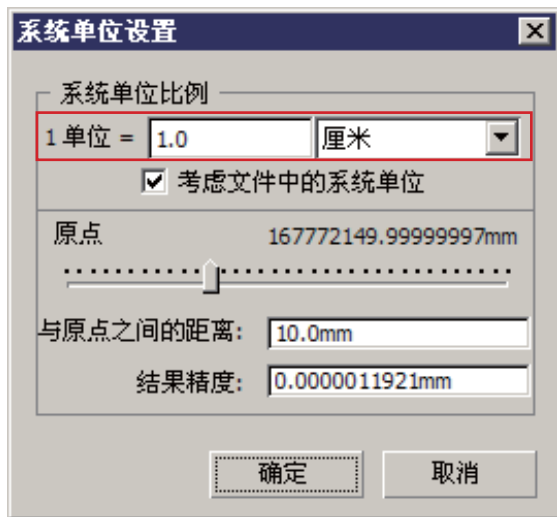 系统单位设置
系统单位比例
1 单位 = 1.0 厘米
考虑文件中的系统单位
原点 167772149.99999997mm
与原点之间的距离: 10.0mm
结果精度: 0.0000011921mm
确定 取消